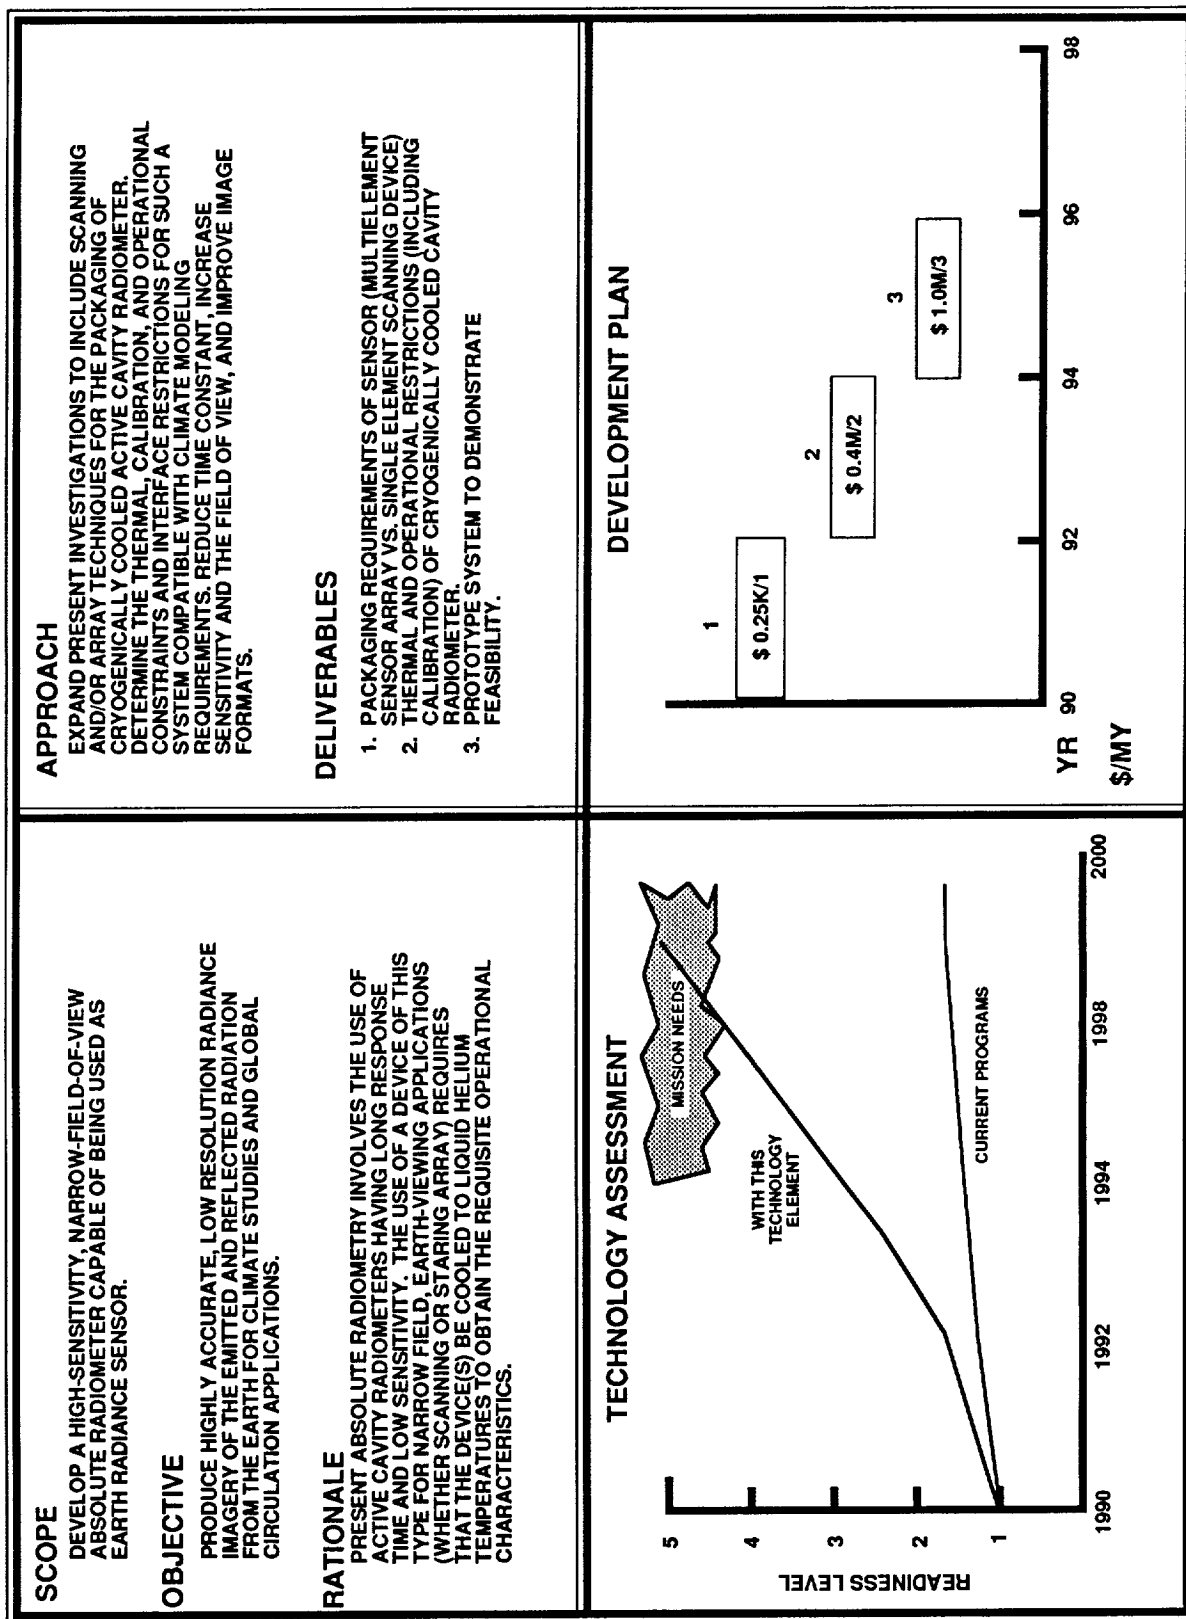 SCOPE
DEVELOP A HIGH-SENSITIVITY, NARROW-FIELD-OF-VIEW
ABSOLUTE RADIOMETER CAPABLE OF BEING USED AS
EARTH RADIANCE SENSOR.
OBJECTIVE
PRODUCE HIGHLY ACCURATE, LOW RESOLUTION RADIANCE
IMAGERY OF THE EMITTED AND REFLECTED RADIATION
FROM THE EARTH FOR CLIMATE STUDIES AND GLOBAL
CIRCULATION APPLICATIONS.
RATIONALE
PRESENT ABSOLUTE RADIOMETRY INVOLVES THE USE OF
ACTIVE CAVITY RADIOMETERS HAVING LONG RESPONSE
TIME AND LOW SENSITIVITY. THE USE OF A DEVICE OF THIS
TYPE FOR NARROW FIELD, EARTH-VIEWING APPLICATIONS
(WHETHER SCANNING OR STARING ARRAY) REQUIRES
THAT THE DEVICE(S) BE COOLED TO LIQUID HELIUM
TEMPERATURES TO OBTAIN THE REQUISITE OPERATIONAL
CHARACTERISTICS.
APPROACH
EXPAND PRESENT INVESTIGATIONS TO INCLUDE SCANNING
AND/OR ARRAY TECHNIQUES FOR THE PACKAGING OF
CRYOGENICALLY COOLED ACTIVE CAVITY RADIOMETER.
DETERMINE THE THERMAL, CALIBRATION, AND OPERATIONAL
CONSTRAINTS AND INTERFACE RESTRICTIONS FOR SUCH A
SYSTEM COMPATIBLE WITH CLIMATE MODELING
REQUIREMENTS. REDUCE TIME CONSTANT, INCREASE
SENSITIVITY AND THE FIELD OF VIEW, AND IMPROVE IMAGE
FORMATS.
DELIVERABLES
1. PACKAGING REQUIREMENTS OF SENSOR (MULTIELEMENT
SENSOR ARRAY VS. SINGLE ELEMENT SCANNING DEVICE)
2. THERMAL AND OPERATIONAL RESTRICTIONS (INCLUDING
CALIBRATION) OF CRYOGENICALLY COOLED CAVITY
RADIOMETER.
3. PROTOTYPE SYSTEM TO DEMONSTRATE
FEASIBILITY.
TECHNOLOGY ASSESSMENT
READINESS LEVEL
5
4
3
2
1
MISSION NEEDS
WITH THIS
TECHNOLOGY
ELEMENT
CURRENT PROGRAMS
1990 1992 1994 1998 2000
DEVELOPMENT PLAN
1
$ 0.25K/1
2
$ 0.4M/2
3
$ 1.0M/3
YR 90 92 94 96 98
$/MY